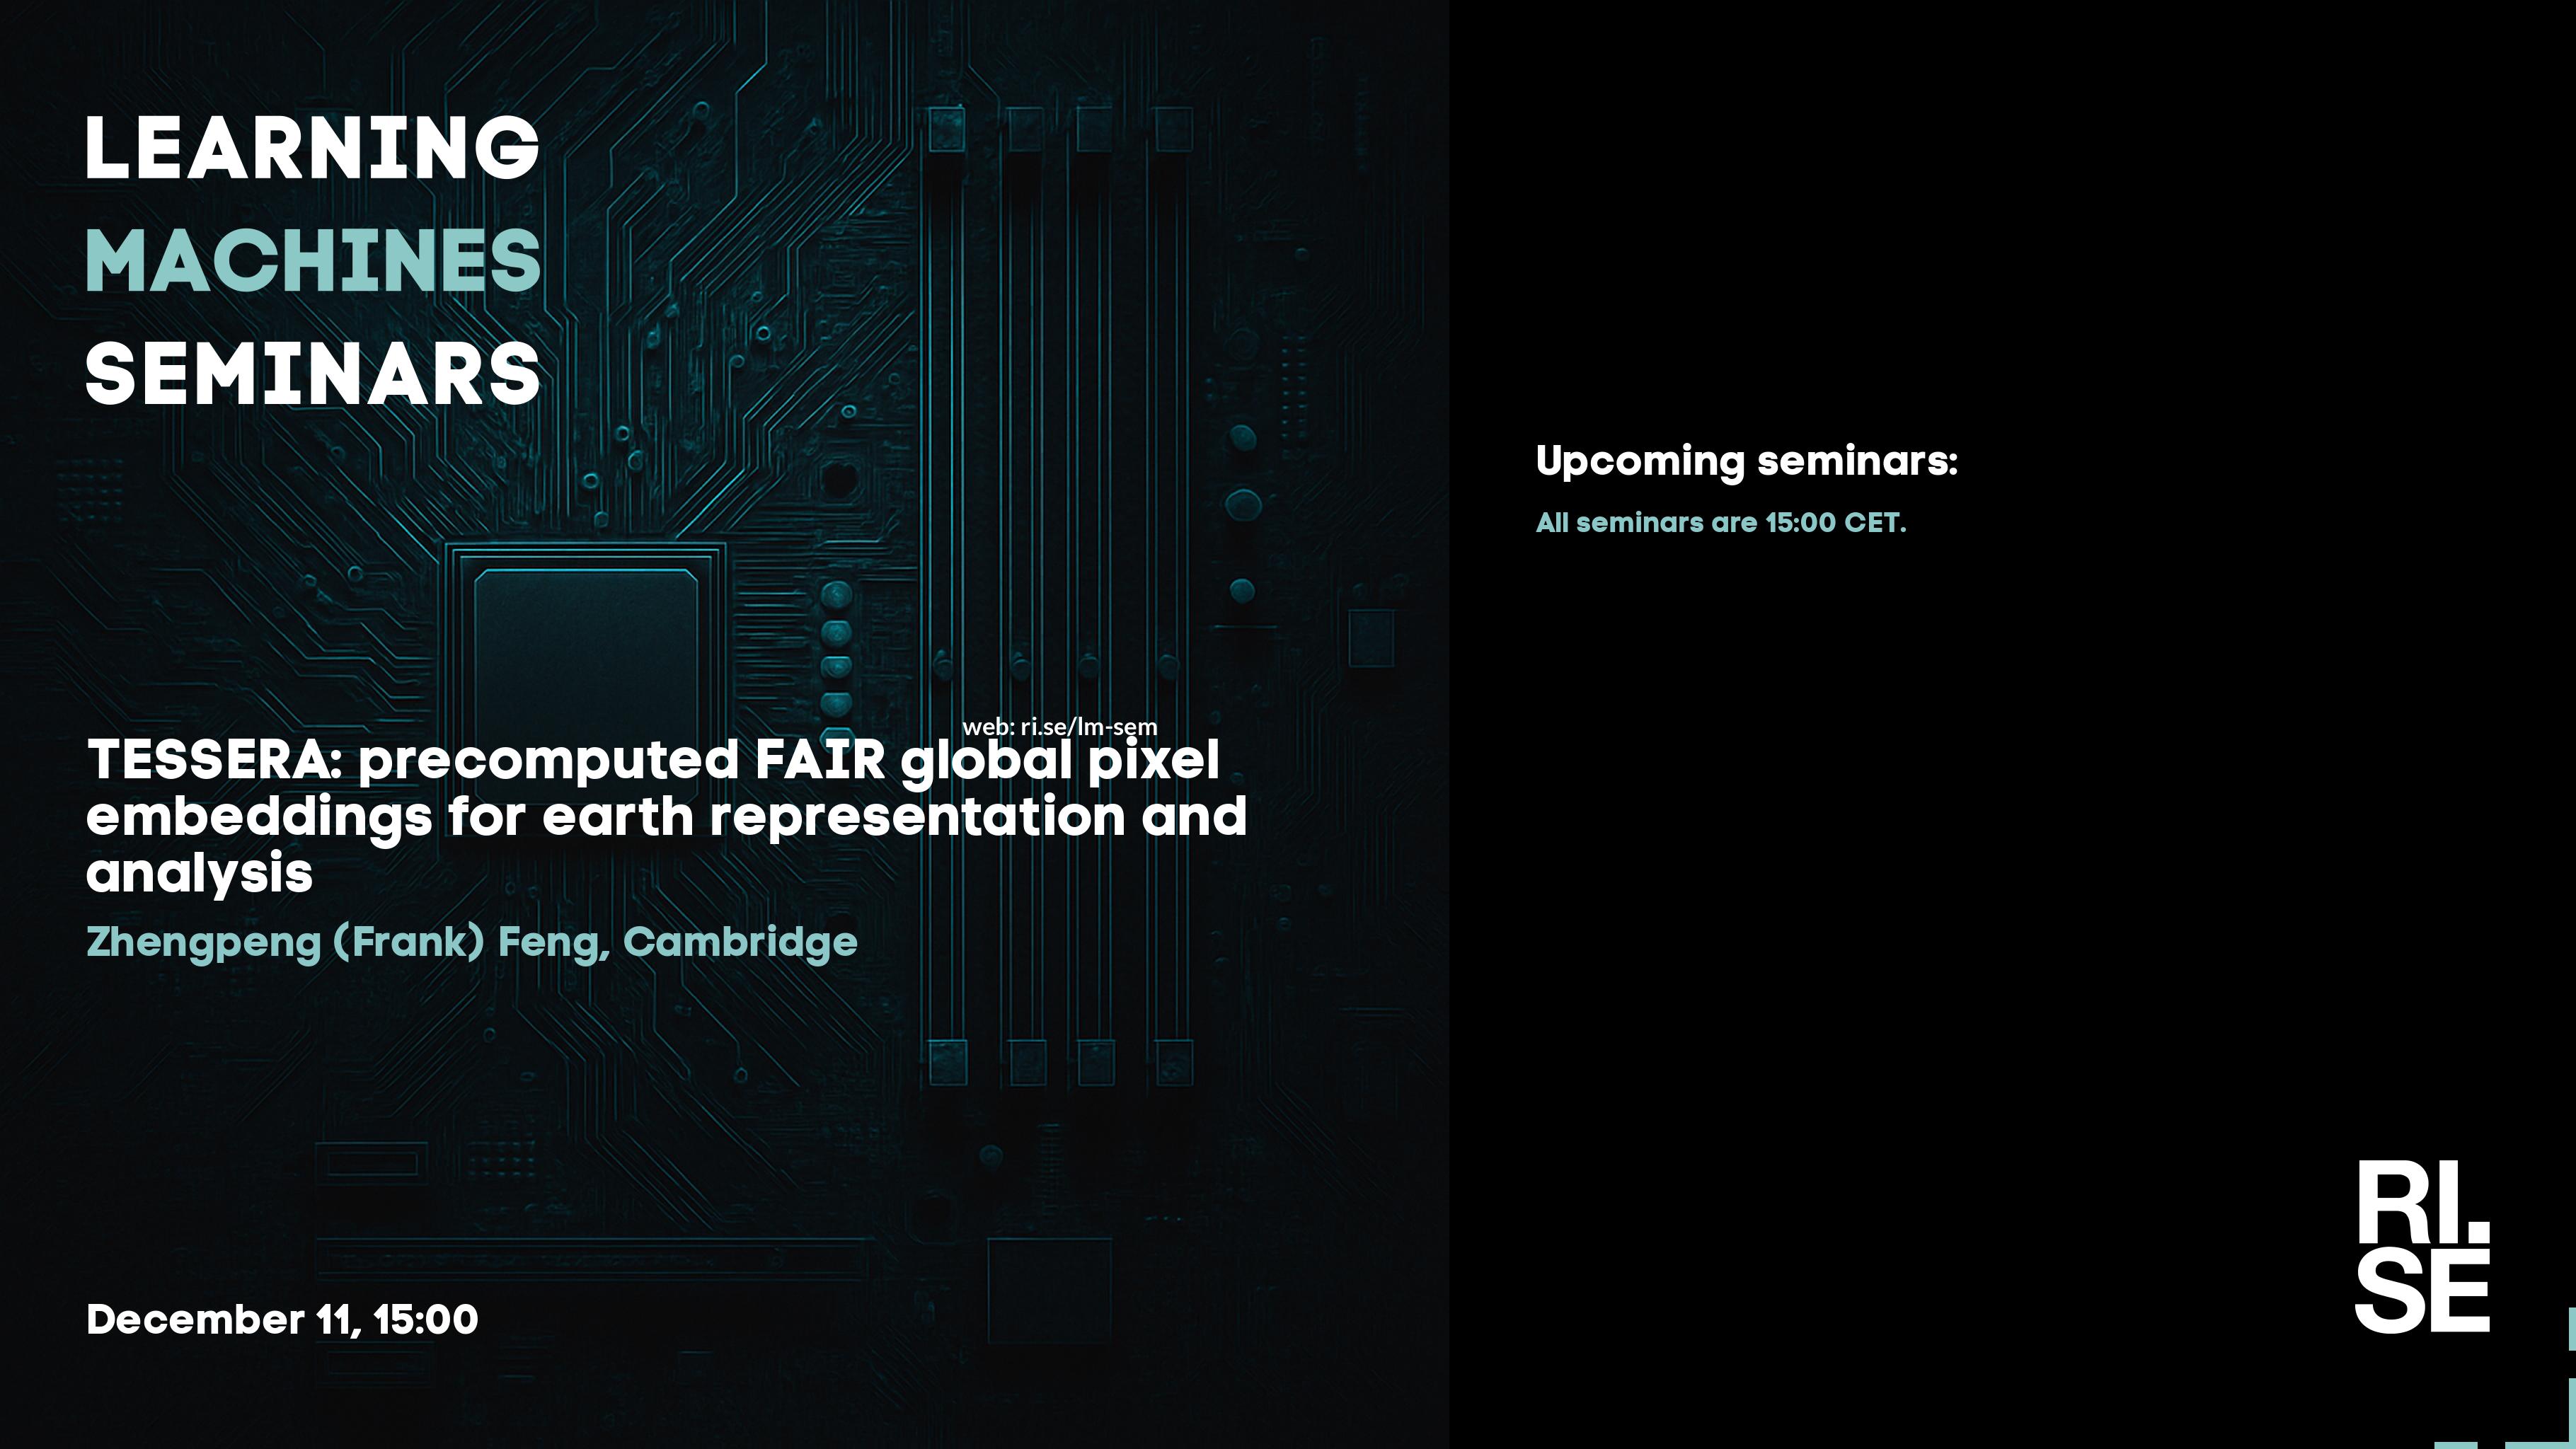 LEARNING
MACHINES
SEMINARS
web: ri.se/lm-sem
TESSERA: precomputed FAIR global pixel
embeddings for earth representation and
analysis
Zhengpeng (Frank) Feng, Cambridge
December 11, 15:00
Upcoming seminars:
All seminars are 15:00 CET.
RI.
SE